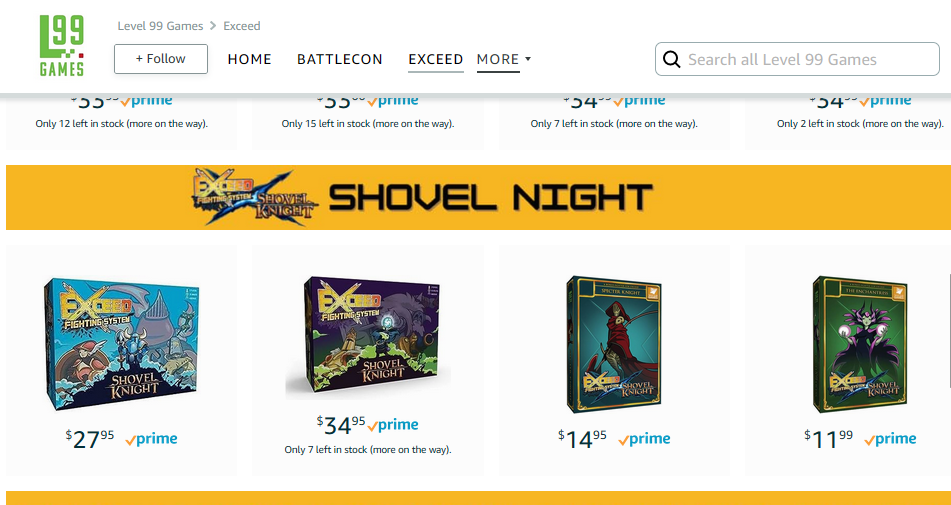 L99
GAMES
Level 99 Games > Exceed
+ Follow
HOME
BATTLECON
EXCEED
MORE
Search all Level 99 Games
prime
prime
prime
prime
Only 12 left in stock (more on the way).
Only 15 left in stock (more on the way).
Only 7 left in stock (more on the way).
Only 2 left in stock (more on the way).
EXCEED
FIGHTING SYSTEM
SHOVEL
KNIGHT
SHOVEL NIGHT
EXCEED
FIGHTING SYSTEM
SHOVEL
KNIGHT
$27.95 prime
EXCEED
FIGHTING SYSTEM
SHOVEL
KNIGHT
$34.95 prime
Only 7 left in stock (more on the way).
SPECTER KNIGHT
EXCEED
SHOVEL
KNIGHT
$14.95 prime
THE ENCHANTRESS
EXCEED
SHOVEL
KNIGHT
$11.99 prime